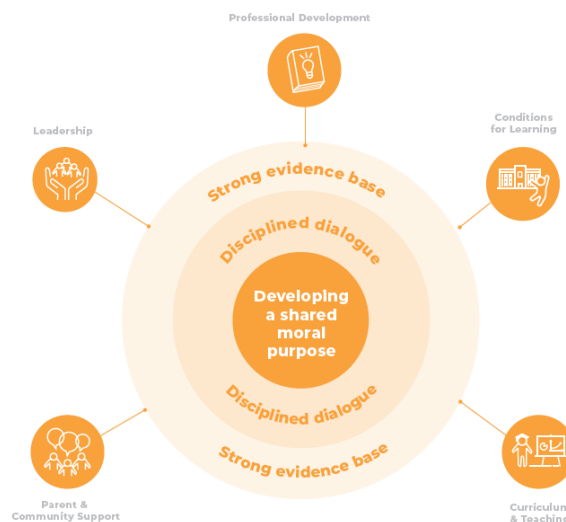 Professional Development
Leadership
Conditions
for Learning
Strong evidence base
Disciplined dialogue
Developing
a shared
moral
purpose
Disciplined dialogue
Strong evidence base
Parent &
Community Support
Curriculum
& Teaching